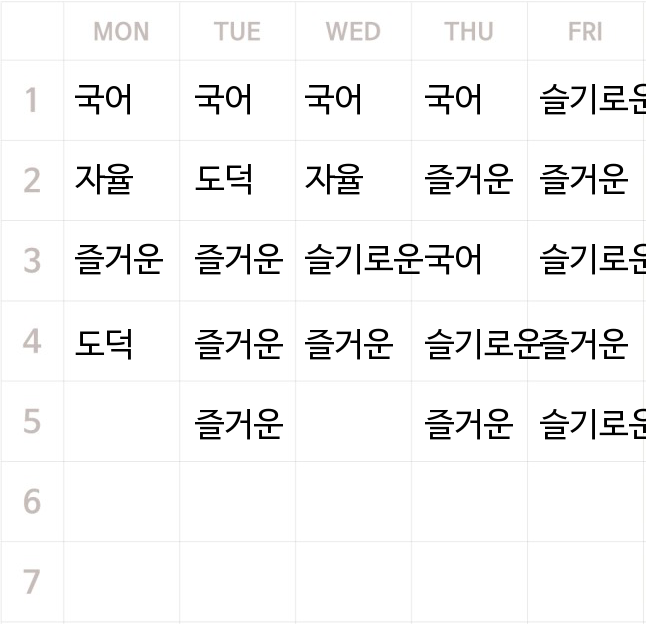 MON TUE WED THU FRI
1 국어 국어 국어 국어 슬기로운
2 자율 도덕 자율 즐거운 즐거운
3 즐거운 즐거운 슬기로운 국어 슬기로운
4 도덕 즐거운 즐거운 슬기로운 즐거운
5 즐거운 즐거운 슬기로운
6
7